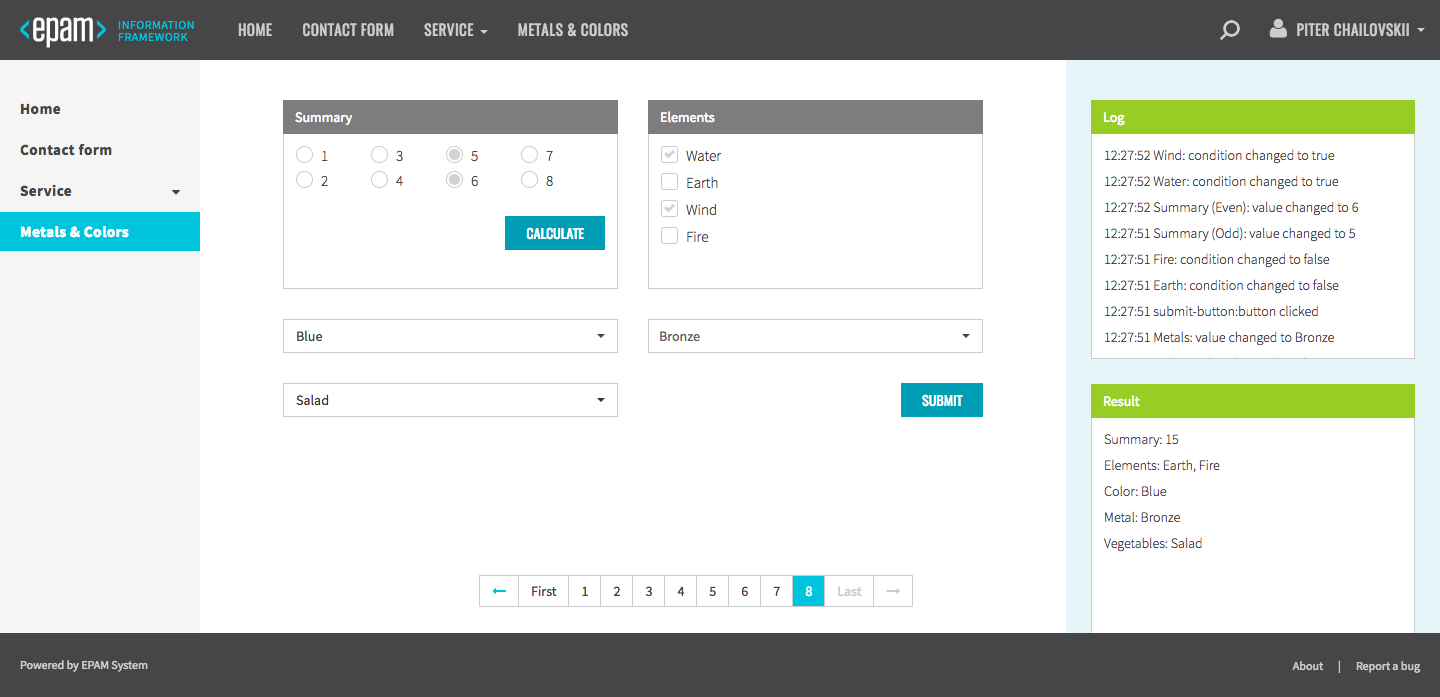 <epam> INFORMATION FRAMEWORK
HOME CONTACT FORM SERVICE METALS & COLORS PITER CHAILOVSKII
Home
Contact form
Service
Metals & Colors
Summary
1 3 5 7
2 4 6 8
CALCULATE
Elements
Water
Earth
Wind
Fire
Blue
Bronze
Salad
SUBMIT
← First 1 2 3 4 5 6 7 8 Last →
Log
12:27:52 Wind: condition changed to true
12:27:52 Water: condition changed to true
12:27:52 Summary (Even): value changed to 6
12:27:51 Summary (Odd): value changed to 5
12:27:51 Fire: condition changed to false
12:27:51 Earth: condition changed to false
12:27:51 submit-button:button clicked
12:27:51 Metals: value changed to Bronze
Result
Summary: 15
Elements: Earth, Fire
Color: Blue
Metal: Bronze
Vegetables: Salad
Powered by EPAM System
About | Report a bug